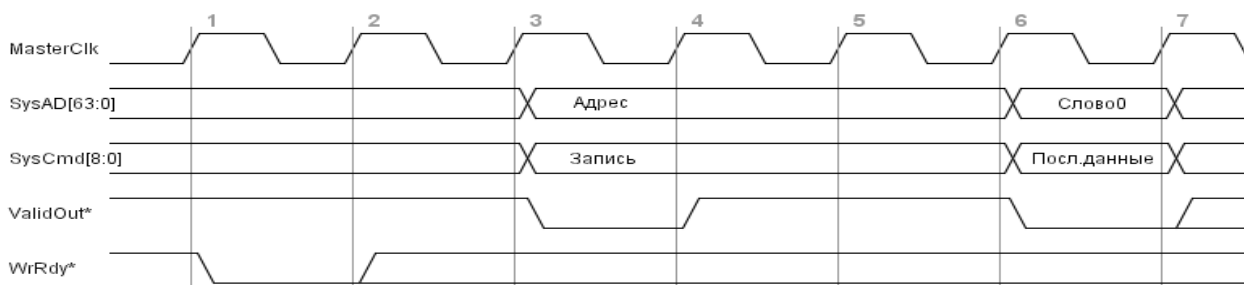 1 2 3 4 5 6 7
MasterClk
SysAD[63:0] Адрес Слово0
SysCmd[8:0] Запись Посл.данные
ValidOut*
WrRdy*